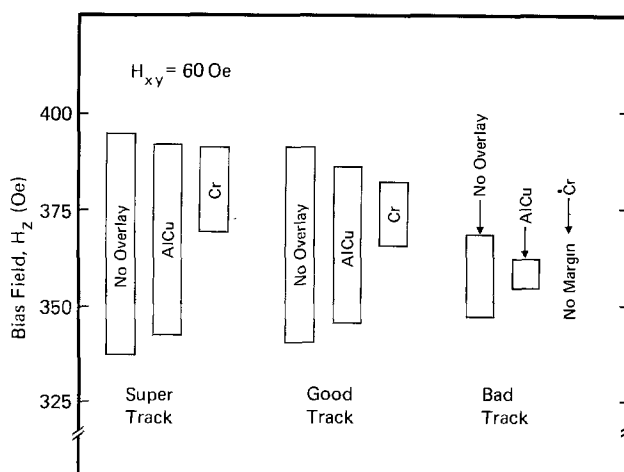 H_xy = 60 Oe
Bias Field, H_z (Oe)
400
375
350
325
No Overlay
AlCu
Cr
No Overlay
AlCu
Cr
No Overlay
AlCu
Cr
No Margin
Super
Track
Good
Track
Bad
Track